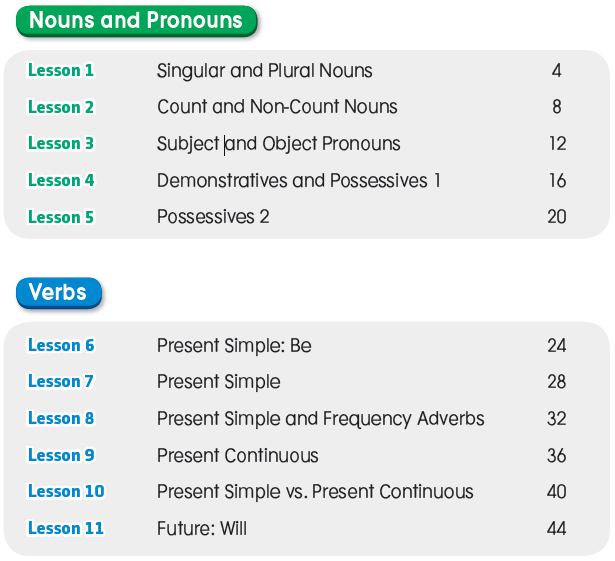 Nouns and Pronouns
Lesson 1 Singular and Plural Nouns 4
Lesson 2 Count and Non-Count Nouns 8
Lesson 3 Subject and Object Pronouns 12
Lesson 4 Demonstratives and Possessives 1 16
Lesson 5 Possessives 2 20
Verbs
Lesson 6 Present Simple: Be 24
Lesson 7 Present Simple 28
Lesson 8 Present Simple and Frequency Adverbs 32
Lesson 9 Present Continuous 36
Lesson 10 Present Simple vs. Present Continuous 40
Lesson 11 Future: Will 44